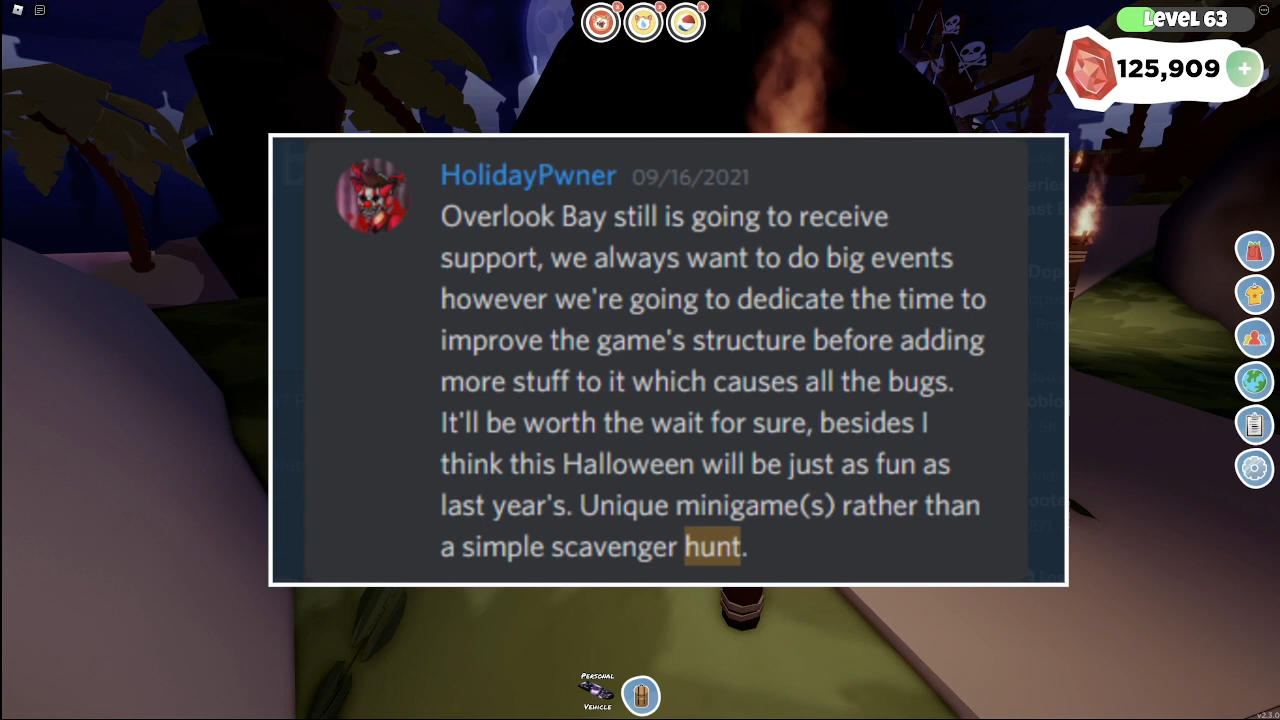 Level 63
125,909
HolidayPwner 09/16/2021
Overlook Bay still is going to receive
support, we always want to do big events
however we're going to dedicate the time to
improve the game's structure before adding
more stuff to it which causes all the bugs.
It'll be worth the wait for sure, besides I
think this Halloween will be just as fun as
last year's. Unique minigame(s) rather than
a simple scavenger hunt.
PERSONAL
VEHICLE
v2.3.0